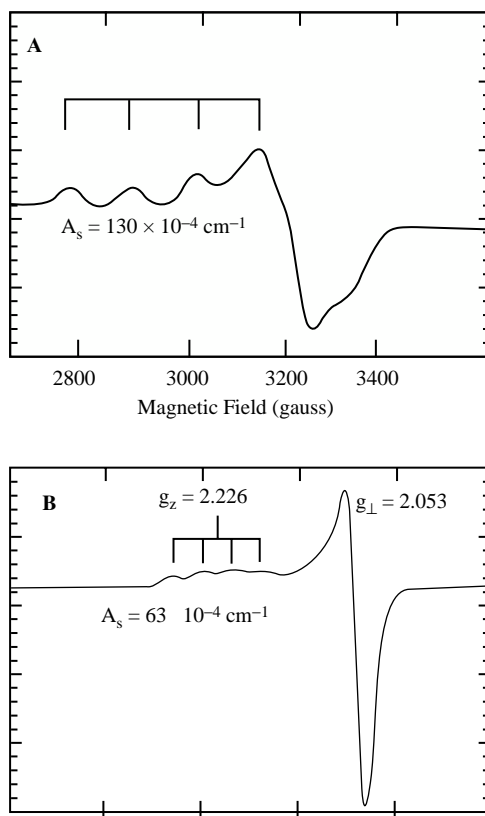 A
A_s = 130 × 10⁻⁴ cm⁻¹
2800 3000 3200 3400
Magnetic Field (gauss)
B
g_z = 2.226
g_⊥ = 2.053
A_s = 63 10⁻⁴ cm⁻¹